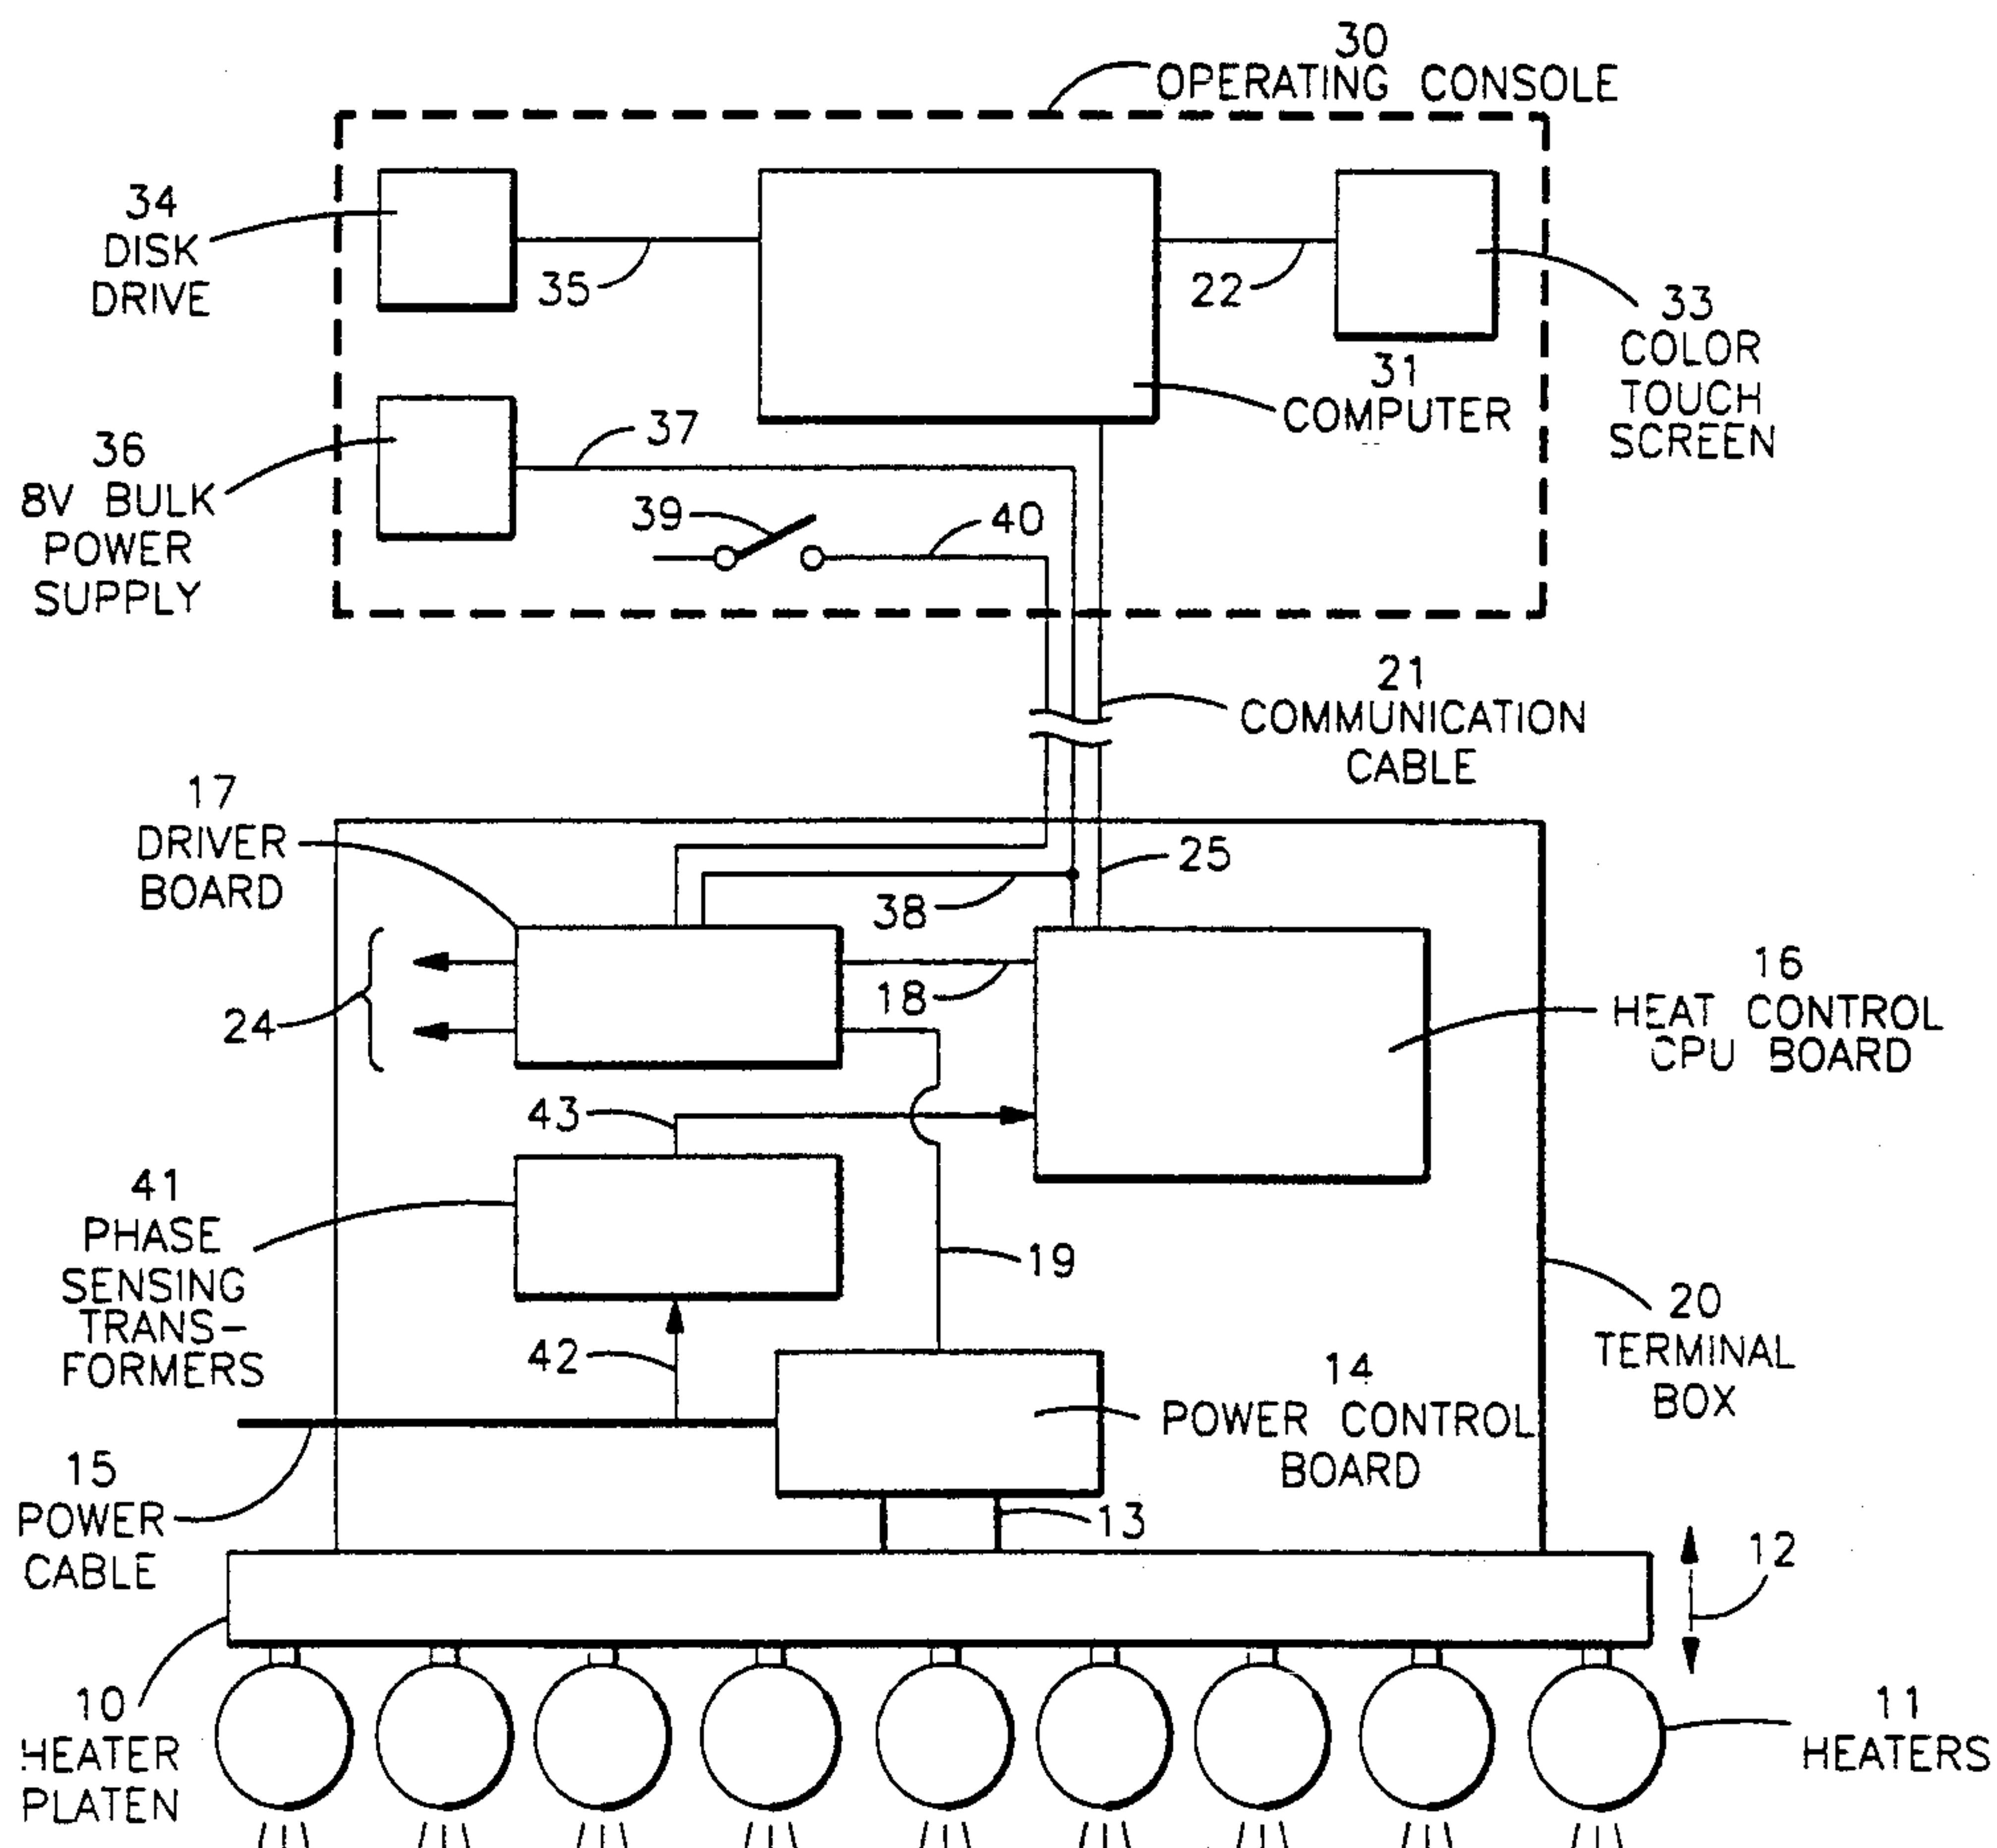 30
OPERATING CONSOLE
34
DISK
DRIVE
35
22
33
COLOR
TOUCH
SCREEN
31
COMPUTER
36
8V BULK
POWER
SUPPLY
37
39
40
21
COMMUNICATION
CABLE
17
DRIVER
BOARD
25
38
24
18
16
HEAT CONTROL
CPU BOARD
43
41
PHASE
SENSING
TRANS-
FORMERS
19
42
20
TERMINAL
BOX
14
POWER CONTROL
BOARD
15
POWER
CABLE
13
12
10
HEATER
PLATEN
11
HEATERS